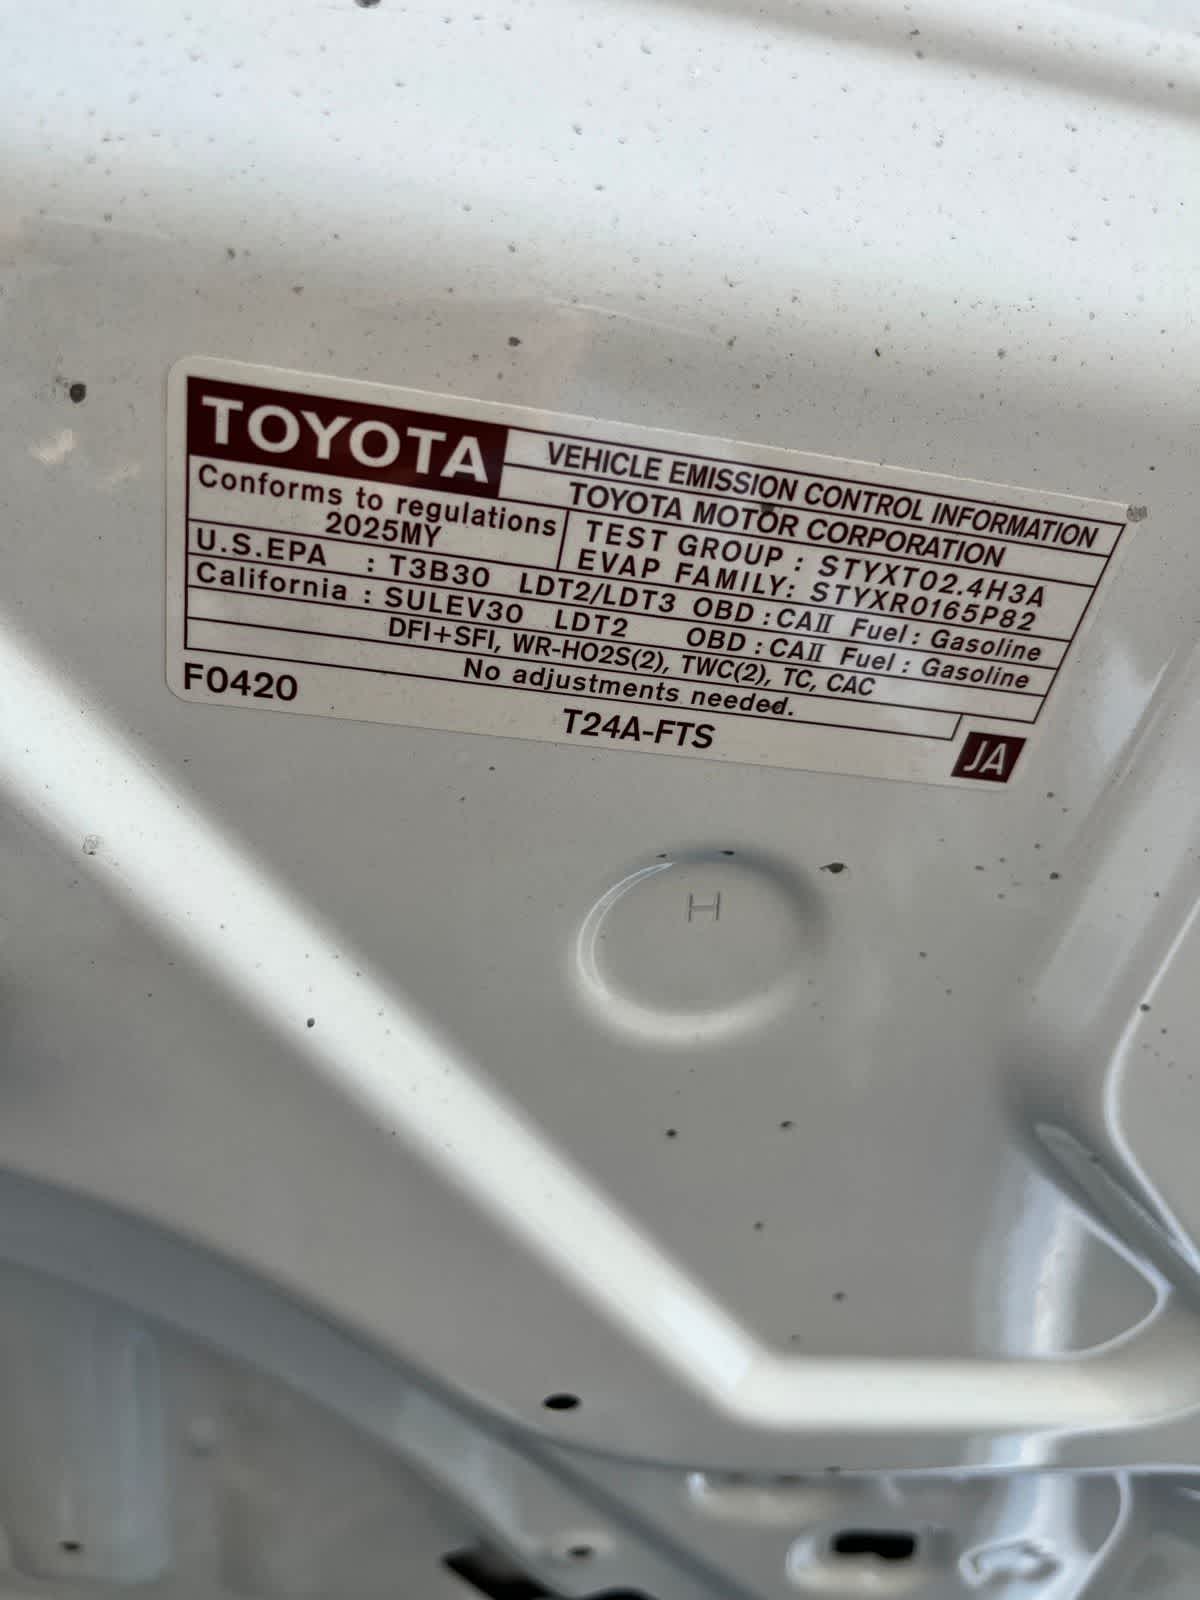 TOYOTA
VEHICLE EMISSION CONTROL INFORMATION
TOYOTA MOTOR CORPORATION
Conforms to regulations
2025MY
TEST GROUP : STYXT02.4H3A
EVAP FAMILY: STYXR0165P82
U.S.EPA : T3B30 LDT2/LDT3 OBD : CAII Fuel : Gasoline
California : SULEV30 LDT2 OBD : CAII Fuel : Gasoline
DFI+SFI, WR-HO2S(2), TWC(2), TC, CAC
No adjustments needed.
F0420
T24A-FTS
JA
H